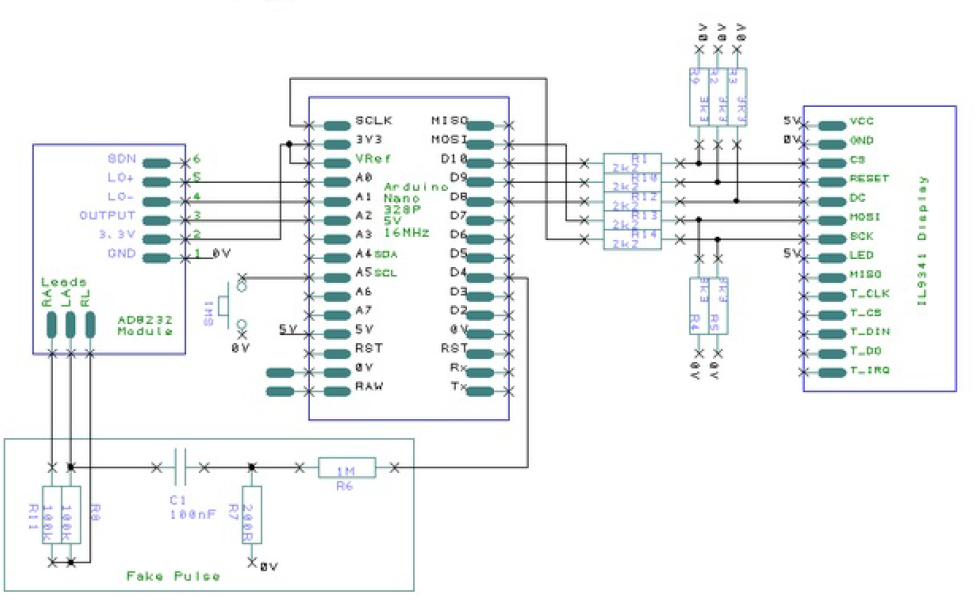 0V 0V 0V
R9 R2 R3
3K3 3K3 3K3
SCLK MISO
3V3 MOSI
VRef D10
A0 D9
A1 D8
A2 D7
A3 D6
A4 SDA D5
A5 SCL D4
A6 D3
A7 D2
5V 5V 0V
RST RST
0V Rx
RAW Tx
Arduino
Nano
328P
5V
16MHz
SDN 6
LO+ 5
LO- 4
OUTPUT 3
3.3V 2
GND 1 0V
Leads
RA LA RL
AD8232
Module
SW1
0V
R1
2k2
R10
2k2
R12
2k2
R13
2k2
R14
2k2
3K3 3K3
R4 R5
0V 0V
5V VCC
0V GND
CS
RESET
DC
MOSI
SCK
5V LED
MISO
T_CLK
T_CS
T_DIN
T_DO
T_IRQ
IL9341 Display
C1
100nF
1M
R6
R7
200R
0V
R11
100k
100k
R8
Fake Pulse